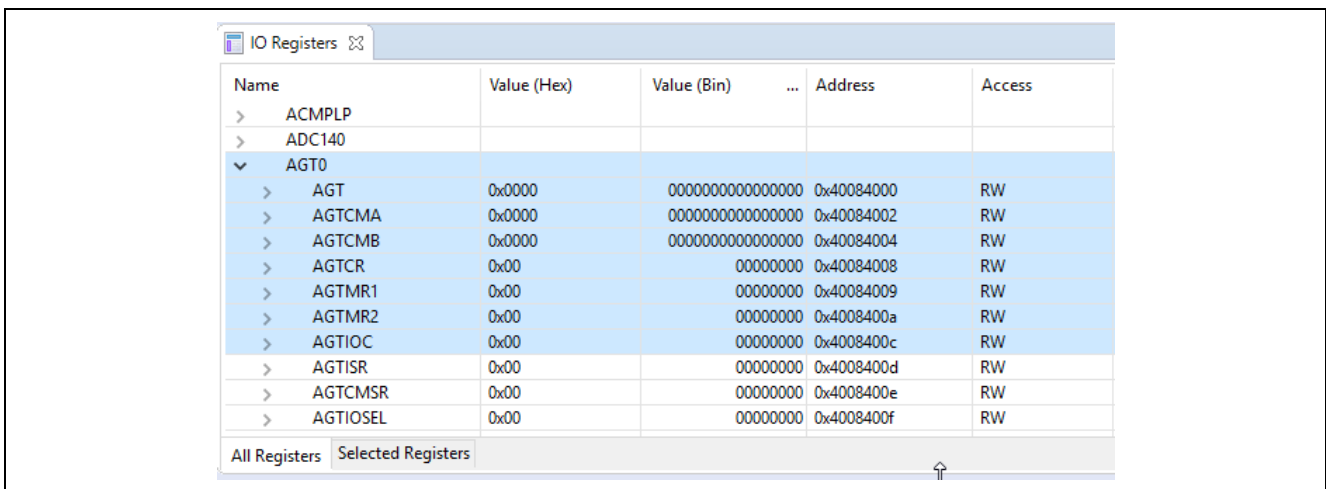 IO Registers
Name Value (Hex) Value (Bin) ... Address Access
ACMPLP
ADC140
AGT0
AGT 0x0000 0000000000000000 0x40084000 RW
AGTCMA 0x0000 0000000000000000 0x40084002 RW
AGTCMB 0x0000 0000000000000000 0x40084004 RW
AGTCR 0x00 00000000 0x40084008 RW
AGTMR1 0x00 00000000 0x40084009 RW
AGTMR2 0x00 00000000 0x4008400a RW
AGTIOC 0x00 00000000 0x4008400c RW
AGTISR 0x00 00000000 0x4008400d RW
AGTCMSR 0x00 00000000 0x4008400e RW
AGTIOSEL 0x00 00000000 0x4008400f RW
All Registers Selected Registers